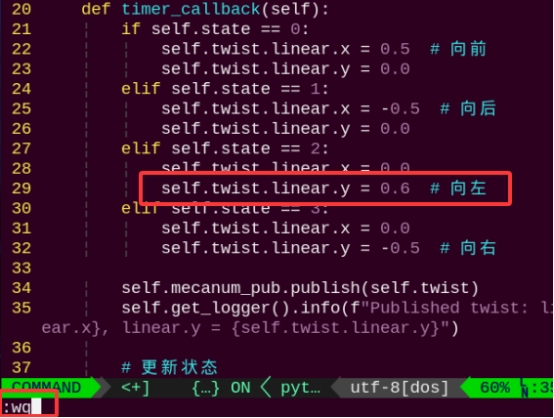 20 def timer_callback(self):
21 if self.state == 0:
22 self.twist.linear.x = 0.5 # 向前
23 self.twist.linear.y = 0.0
24 elif self.state == 1:
25 self.twist.linear.x = -0.5 # 向后
26 self.twist.linear.y = 0.0
27 elif self.state == 2:
28 self.twist.linear.x = 0.0
29 self.twist.linear.y = 0.6 # 向左
30 elif self.state == 3:
31 self.twist.linear.x = 0.0
32 self.twist.linear.y = -0.5 # 向右
33
34 self.mecanum_pub.publish(self.twist)
35 self.get_logger().info(f"Published twist: li
ear.x}, linear.y = {self.twist.linear.y}")
36
37 # 更新状态
COMMAND <+] {…} ON < pyt… utf-8[dos] 60%
:wq